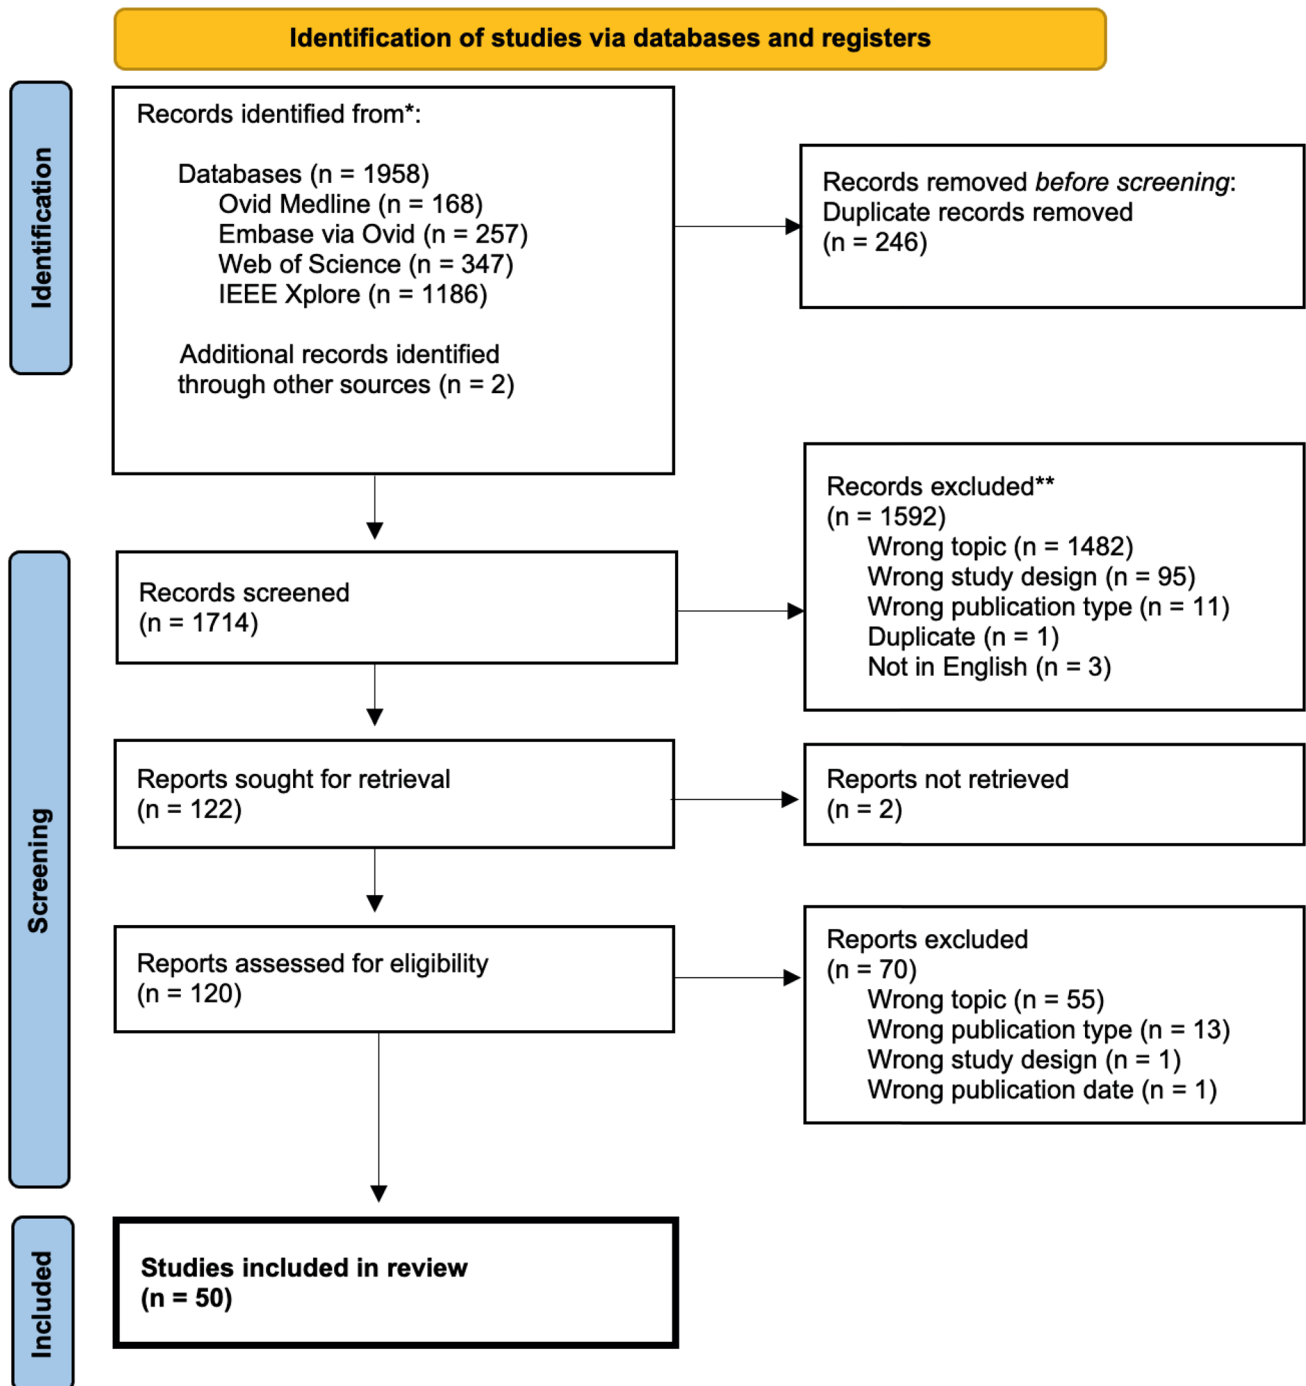 Identification of studies via databases and registers
Identification
Records identified from*:
Databases (n = 1958)
Ovid Medline (n = 168)
Embase via Ovid (n = 257)
Web of Science (n = 347)
IEEE Xplore (n = 1186)
Additional records identified
through other sources (n = 2)
Records removed before screening:
Duplicate records removed
(n = 246)
Screening
Records screened
(n = 1714)
Records excluded**
(n = 1592)
Wrong topic (n = 1482)
Wrong study design (n = 95)
Wrong publication type (n = 11)
Duplicate (n = 1)
Not in English (n = 3)
Reports sought for retrieval
(n = 122)
Reports not retrieved
(n = 2)
Reports assessed for eligibility
(n = 120)
Reports excluded
(n = 70)
Wrong topic (n = 55)
Wrong publication type (n = 13)
Wrong study design (n = 1)
Wrong publication date (n = 1)
Included
Studies included in review
(n = 50)